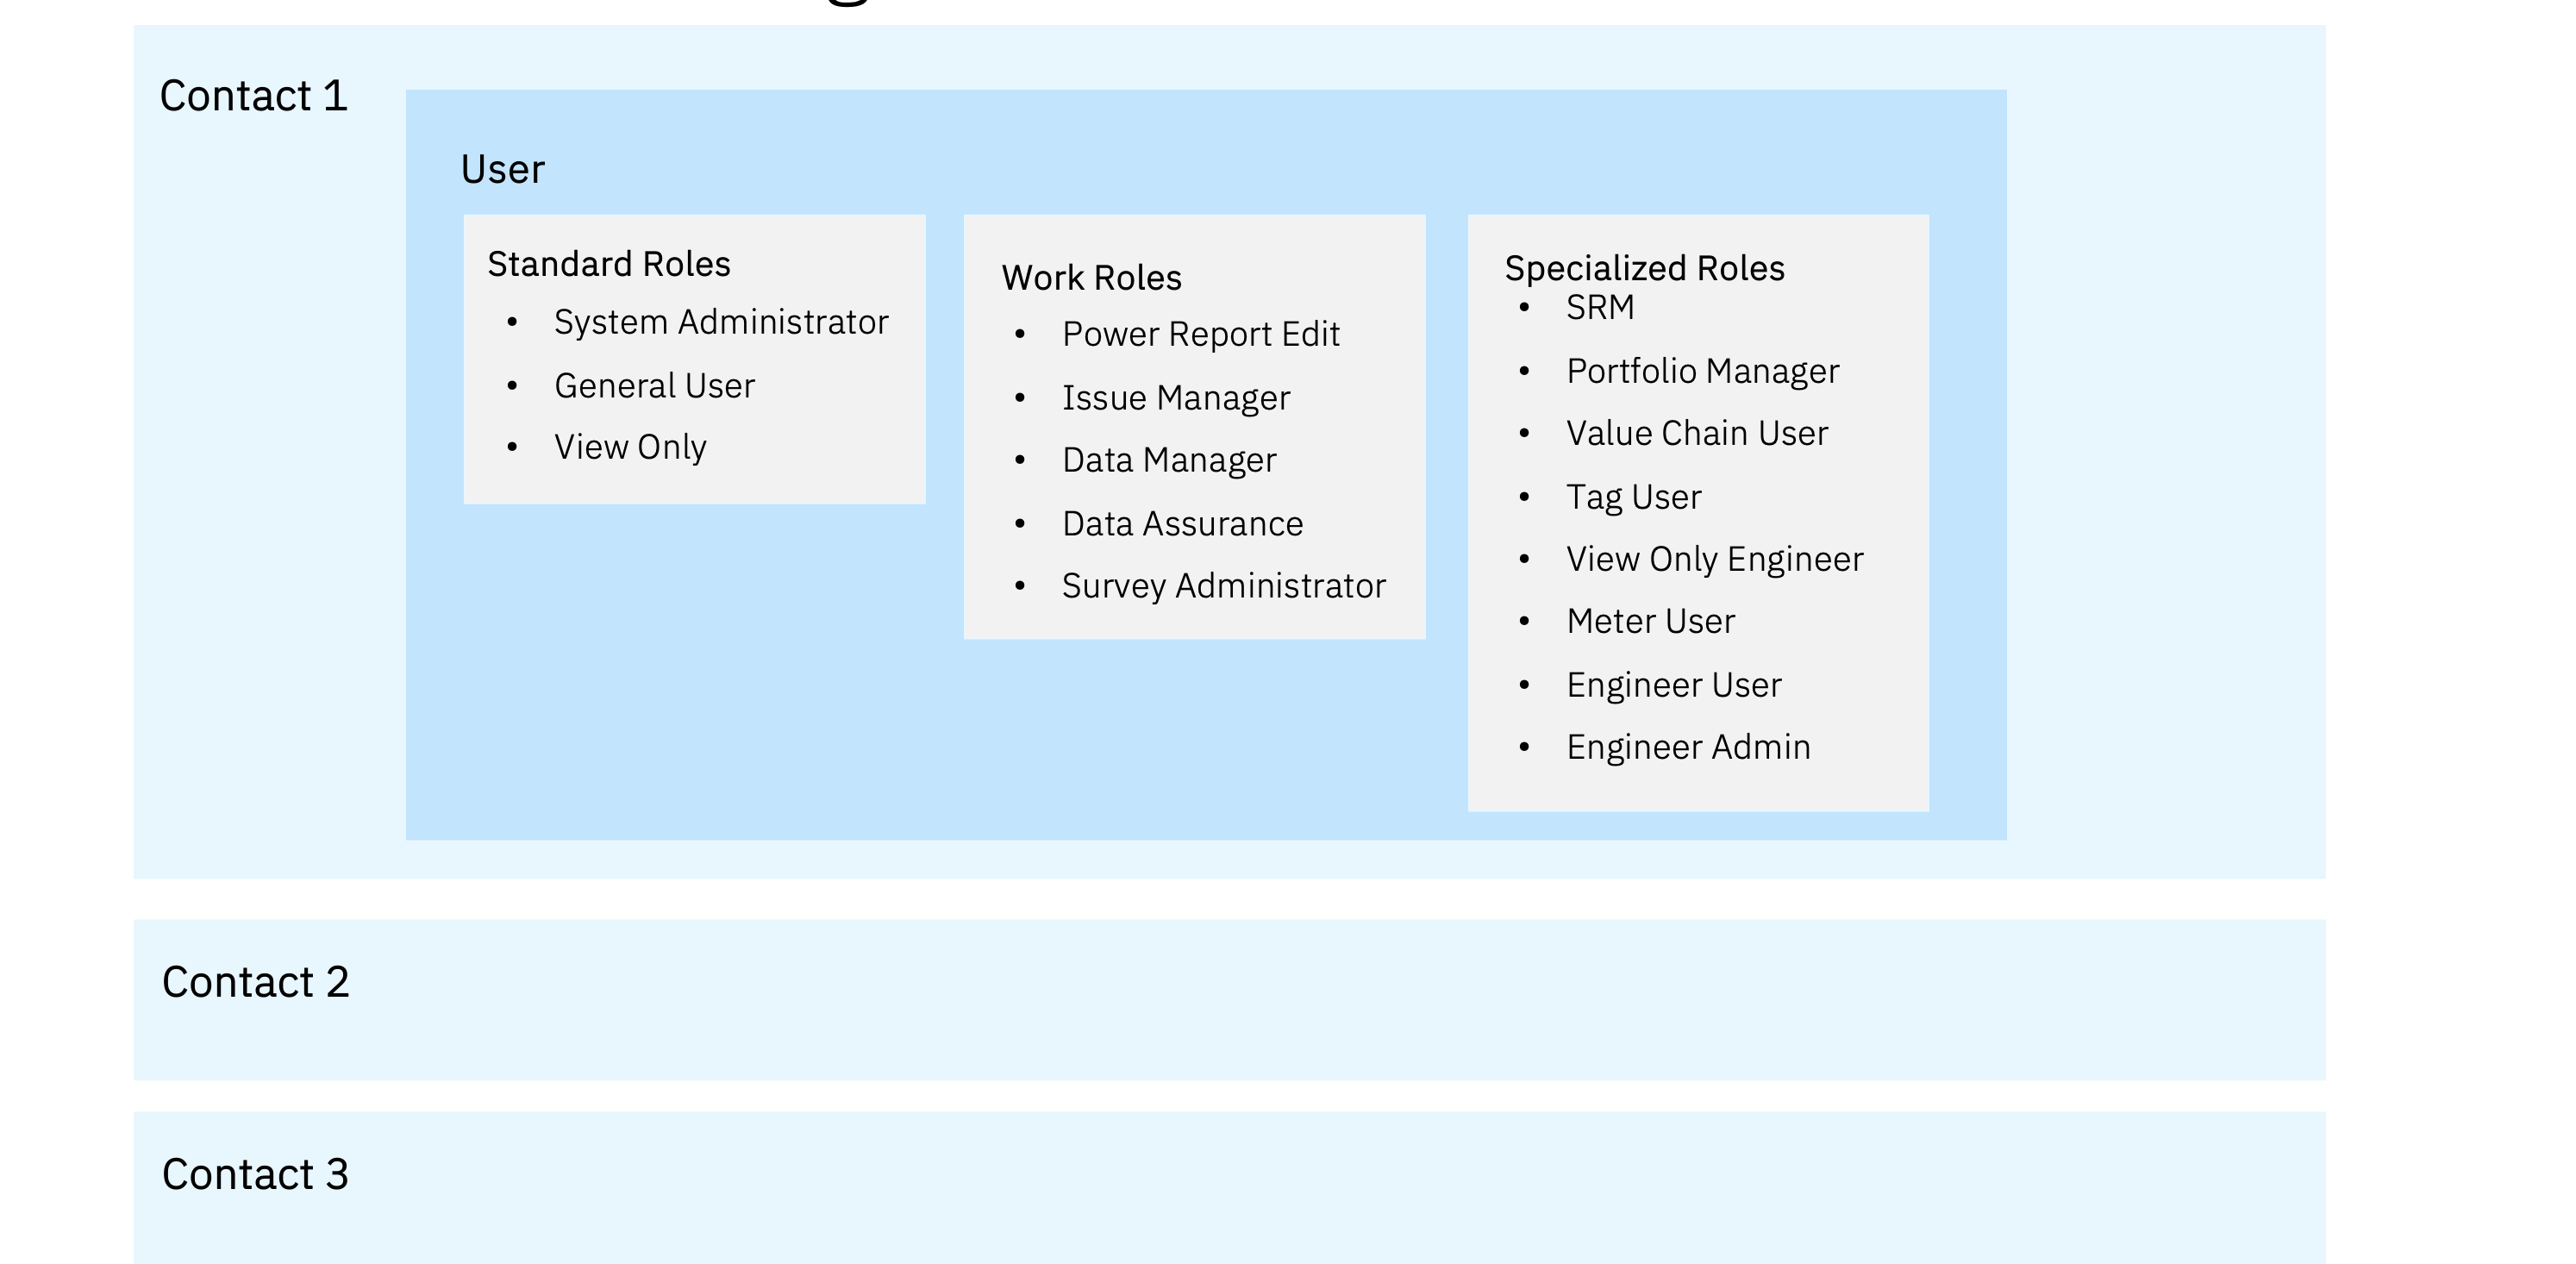 Contact 1
User
Standard Roles
• System Administrator
• General User
• View Only
Work Roles
• Power Report Edit
• Issue Manager
• Data Manager
• Data Assurance
• Survey Administrator
Specialized Roles
• SRM
• Portfolio Manager
• Value Chain User
• Tag User
• View Only Engineer
• Meter User
• Engineer User
• Engineer Admin
Contact 2
Contact 3